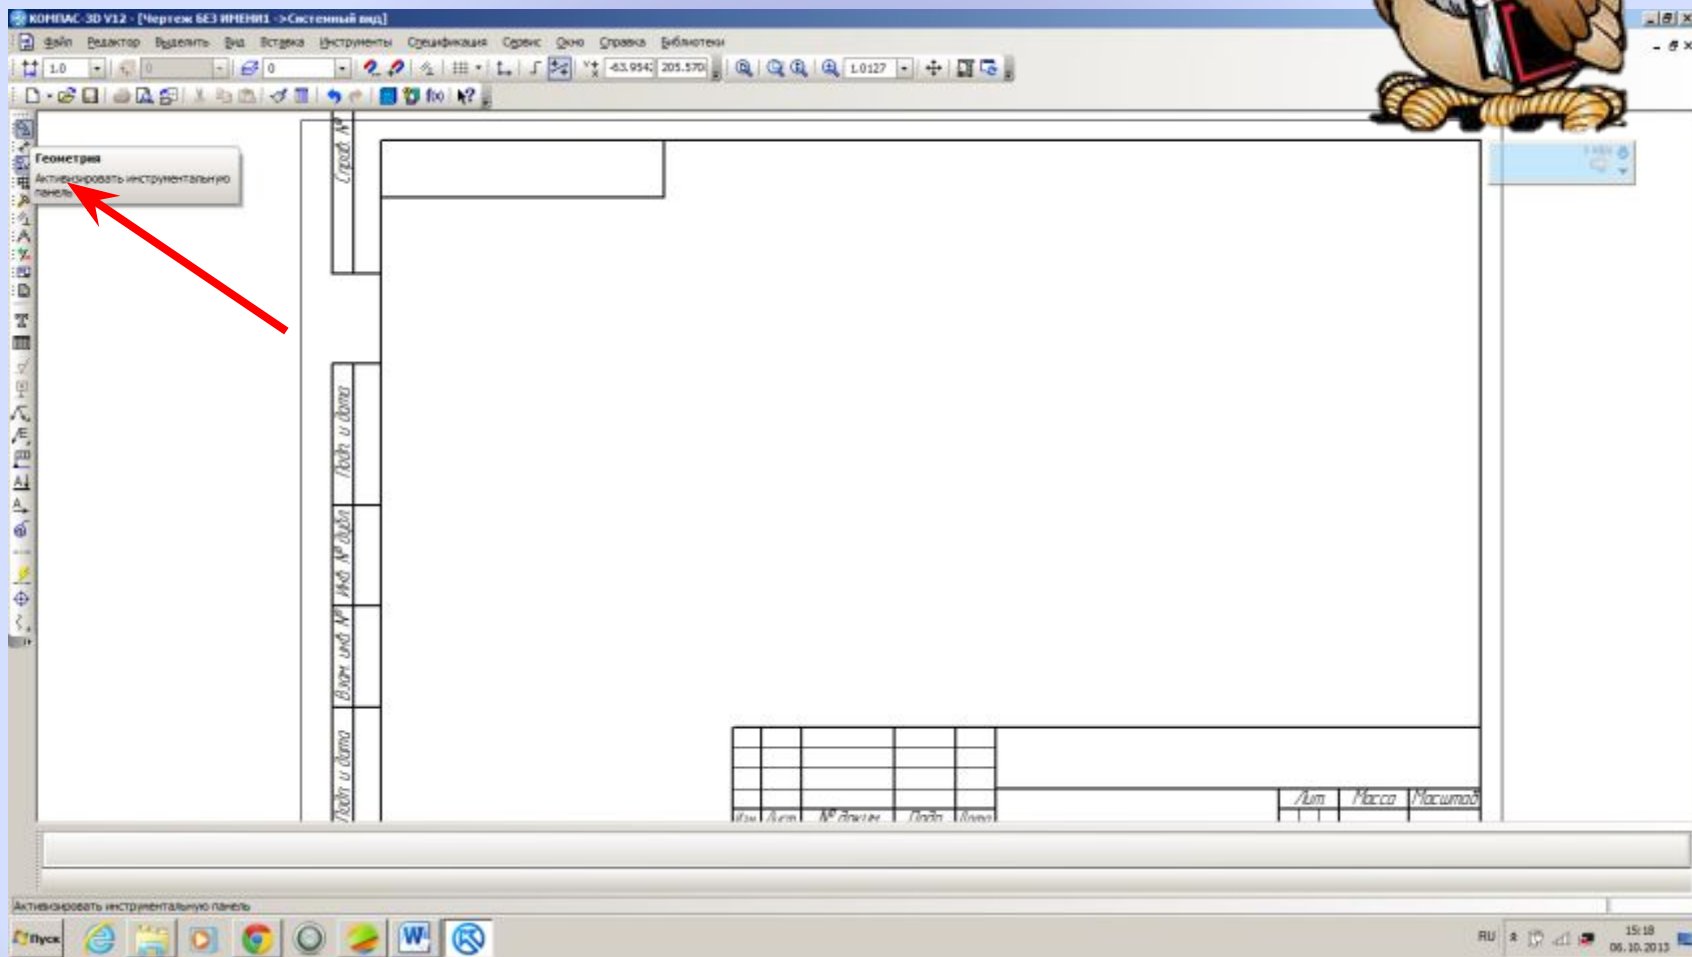 КОМПАС-3D V12 - [Чертеж БЕЗ ИМЕНИ1 ->Системный вид]
Файл Редактор Выделить Вид Вставка Инструменты Спецификация Сервис Окно Справка Библиотеки
1.0 0 0 205.570 1.0127
Геометрия
Активизировать инструментальную
панель
Справ. №
Подп. и дата
Инв. № дубл.
Взам. инв. №
Подп. и дата
Лит. Масса Масштаб
Изм. Лист № докум. Подп. Дата
Активизировать инструментальную панель
Пуск
RU
15:18
06.10.2013